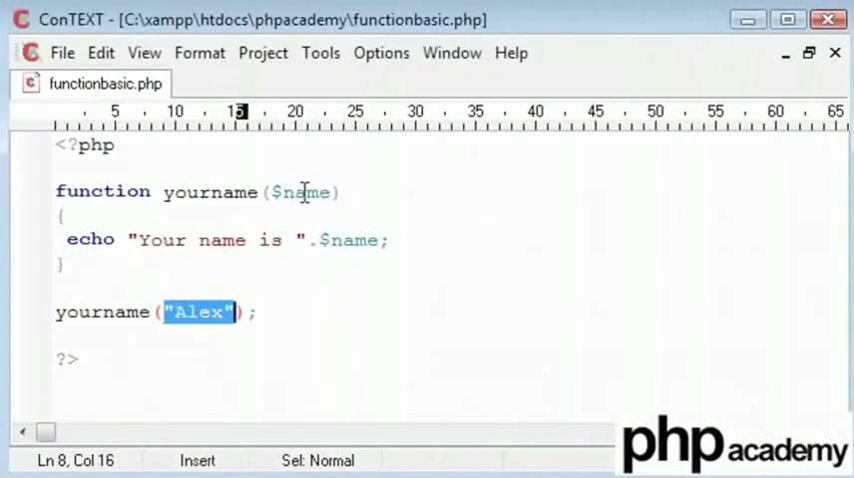 ConTEXT - [C:\xampp\htdocs\phpacademy\functionbasic.php]
File Edit View Format Project Tools Options Window Help
functionbasic.php
5 10 15 20 25 30 35 40 45 50 55 60 65
<?php
function yourname($name)
{
echo "Your name is ".$name;
}
yourname("Alex");
?>
Ln 8, Col 16 Insert Sel: Normal
php academy